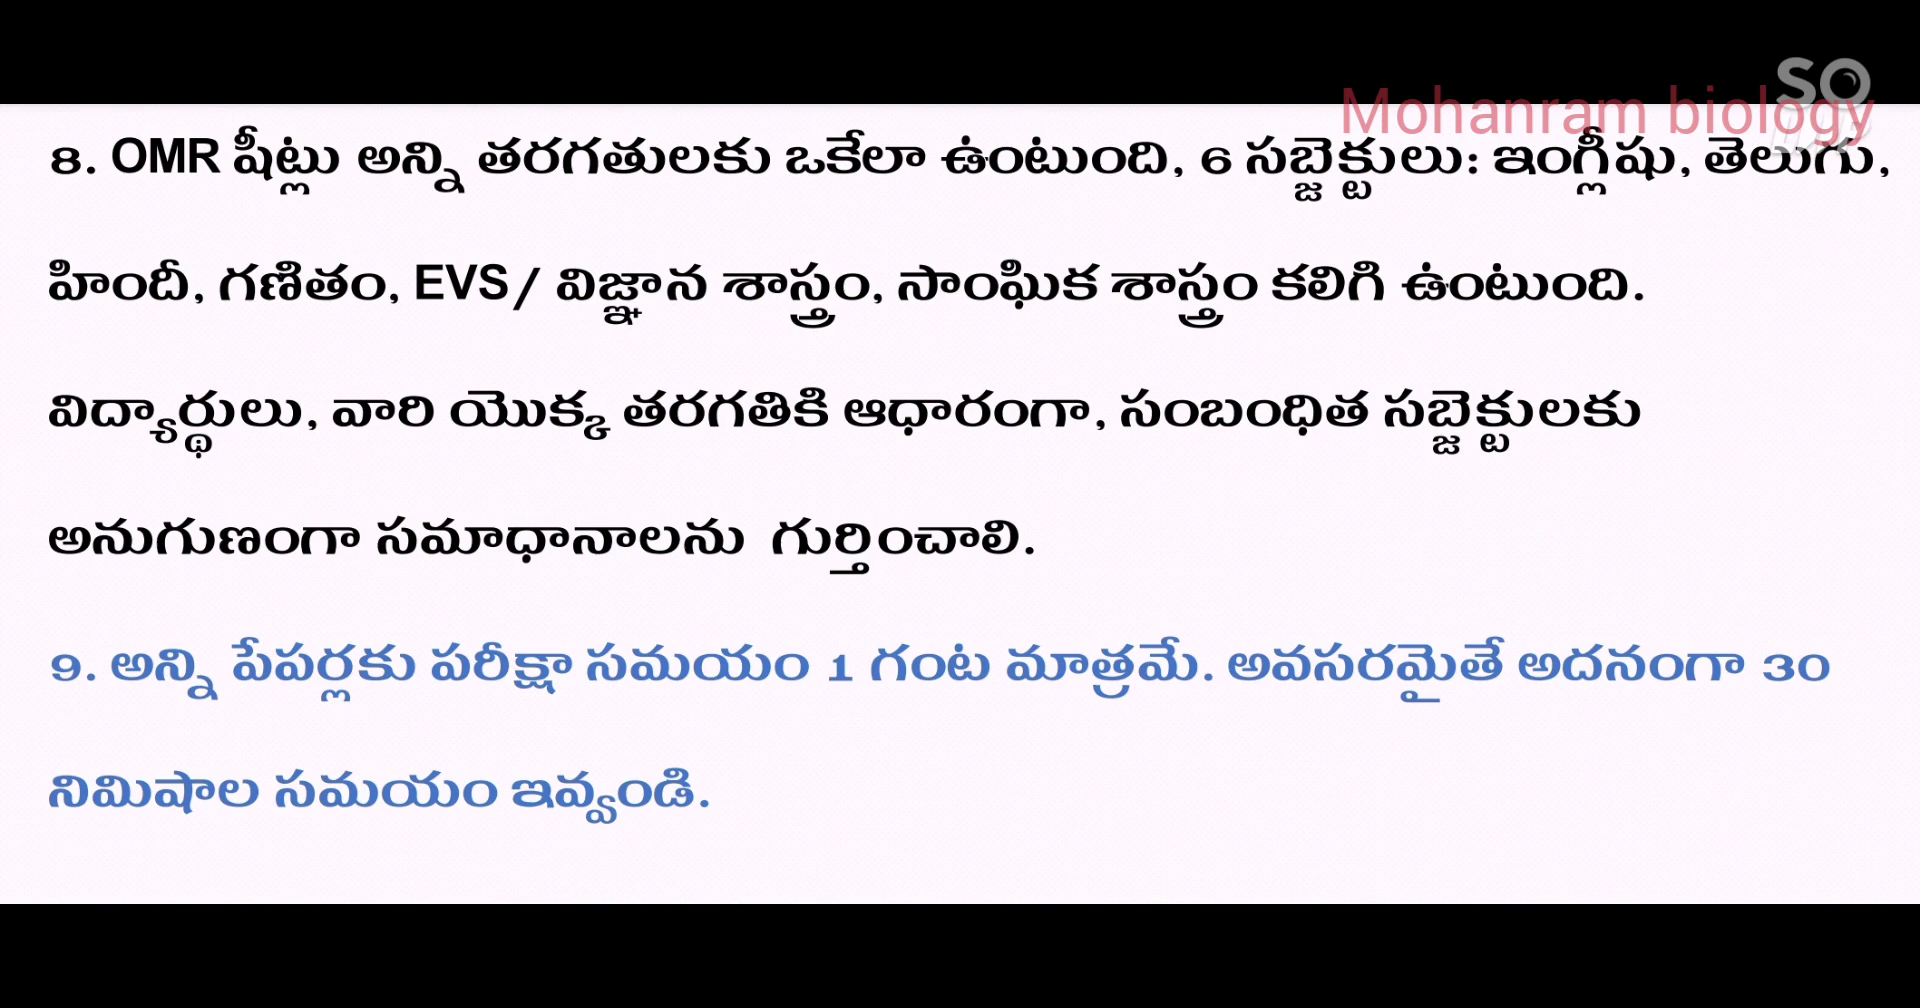 Mohanram biology
8. OMR షీట్లు అన్ని తరగతులకు ఒకేలా ఉంటుంది, 6 సబ్జెక్టులు: ఇంగ్లీషు, తెలుగు,
హిందీ, గణితం, EVS/ విజ్ఞాన శాస్త్రం, సాంఘిక శాస్త్రం కలిగి ఉంటుంది.
విద్యార్థులు, వారి యొక్క తరగతికి ఆధారంగా, సంబంధిత సబ్జెక్టులకు
అనుగుణంగా సమాధానాలను గుర్తించాలి.
9. అన్ని పేపర్లకు పరీక్షా సమయం 1 గంట మాత్రమే. అవసరమైతే అదనంగా 30
నిమిషాల సమయం ఇవ్వండి.